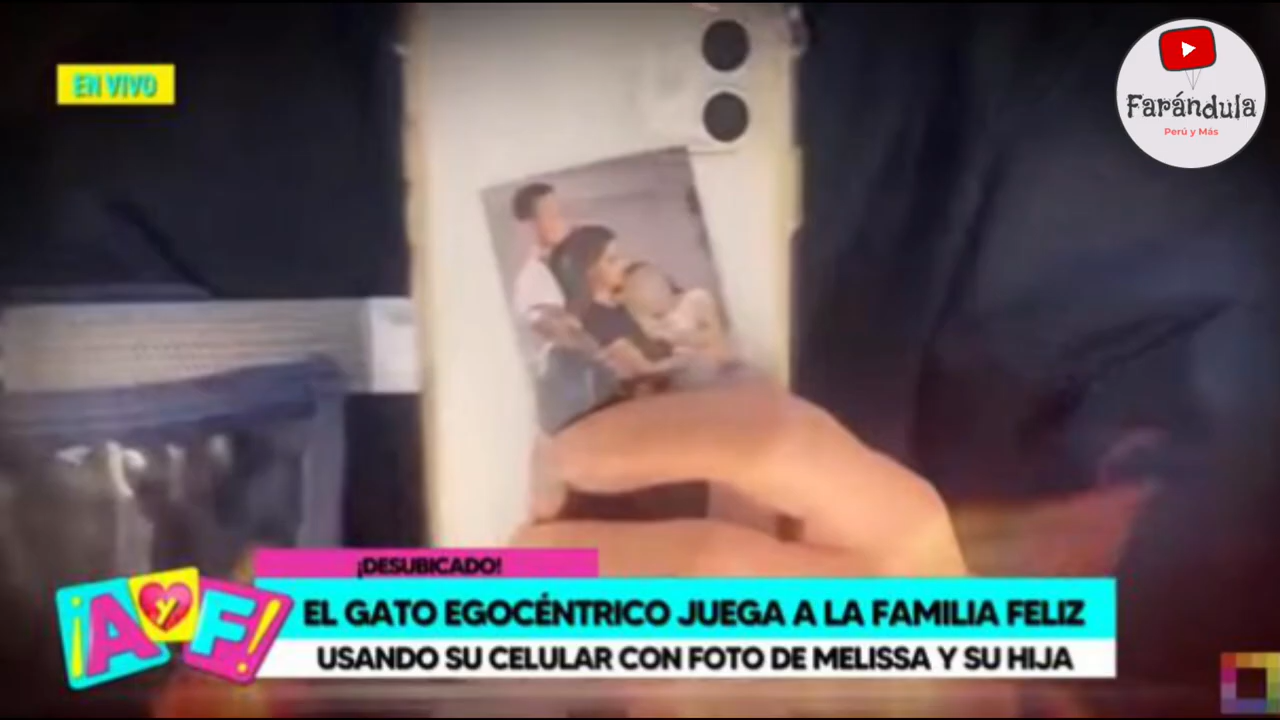 EN VIVO
Farándula
Perú y Más
¡DESUBICADO!
¡A y F!
EL GATO EGOCÉNTRICO JUEGA A LA FAMILIA FELIZ
USANDO SU CELULAR CON FOTO DE MELISSA Y SU HIJA